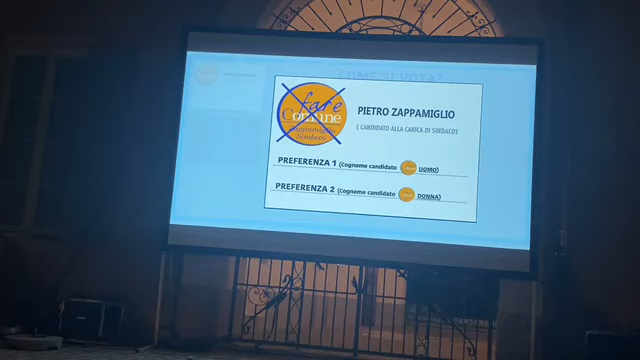 COME SI VOTA?
fare
Comune
Zappamiglio
Sindaco
PIETRO ZAPPAMIGLIO
( CANDIDATO ALLA CARICA DI SINDACO)
PREFERENZA 1 (Cognome candidato UOMO)
PREFERENZA 2 (Cognome candidato DONNA)